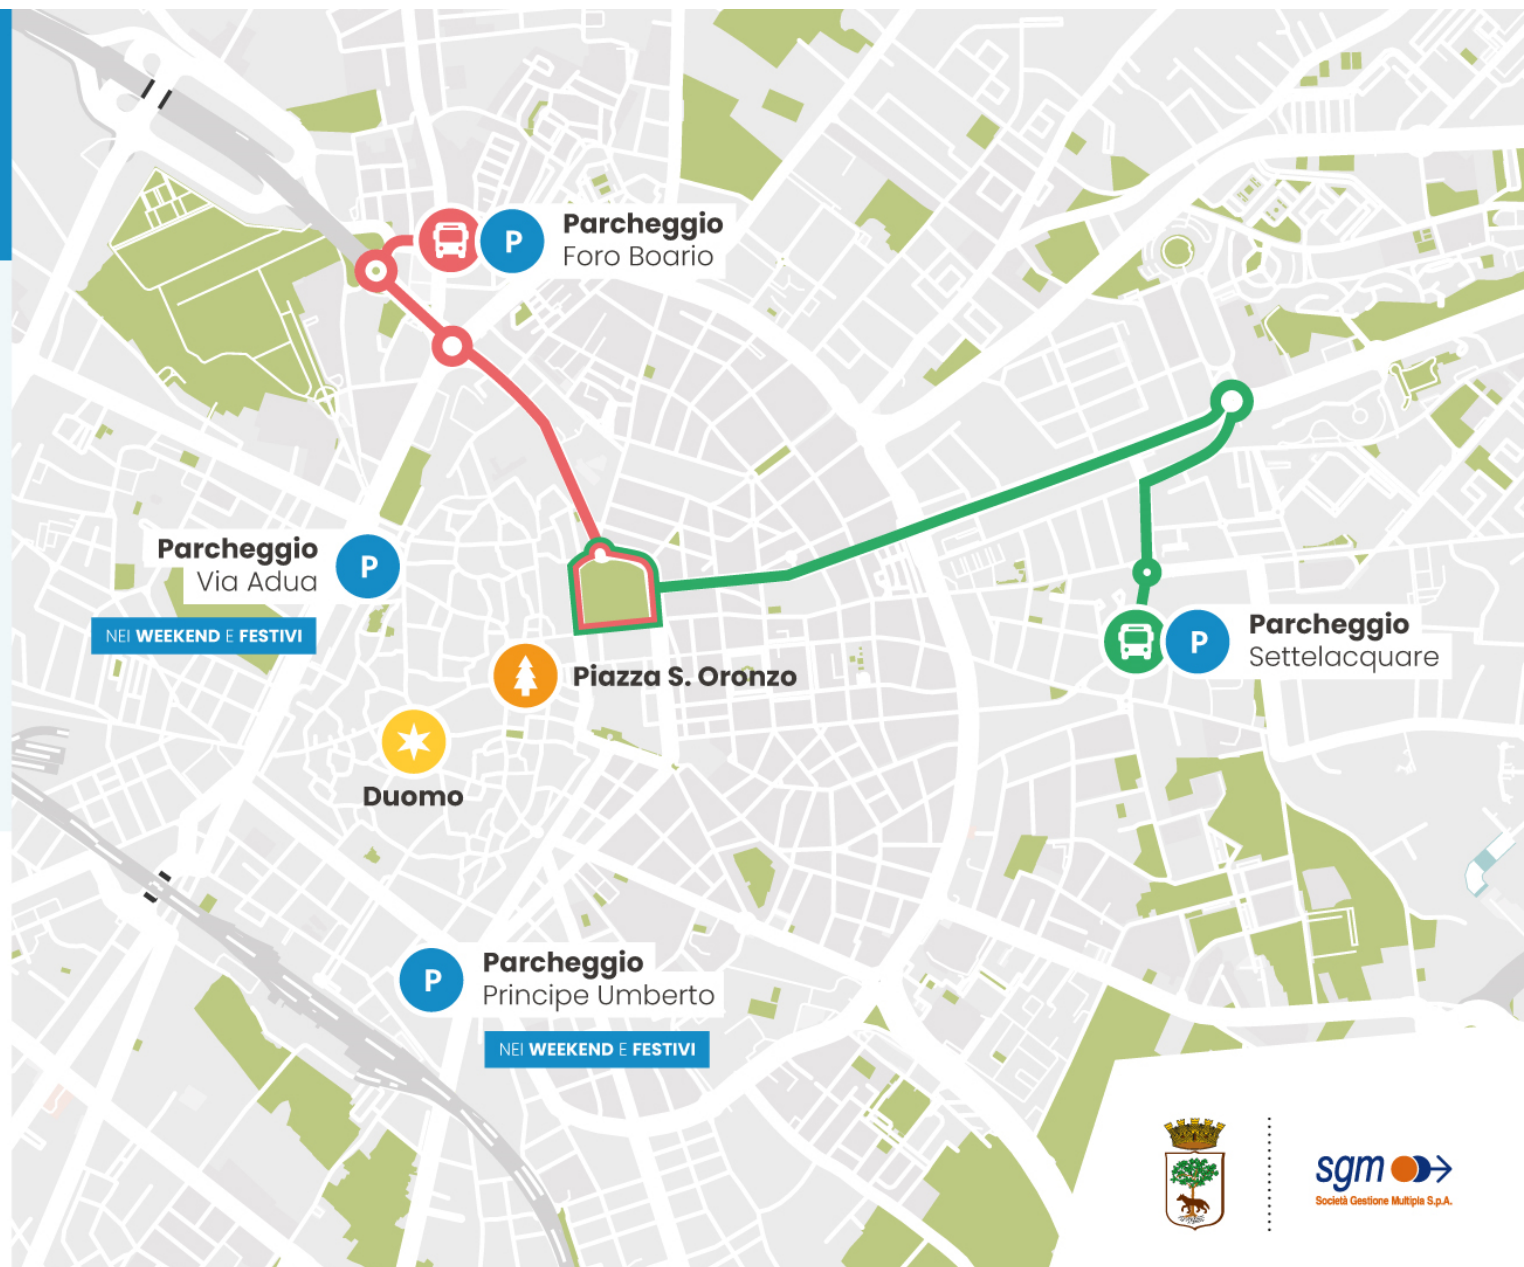 P
Parcheggio
Foro Boario
Parcheggio
Via Adua
P
NEI WEEKEND E FESTIVI
P
Parcheggio
Settelacquare
Piazza S. Oronzo
Duomo
P
Parcheggio
Principe Umberto
NEI WEEKEND E FESTIVI
sgm
Società Gestione Multipla S.p.A.